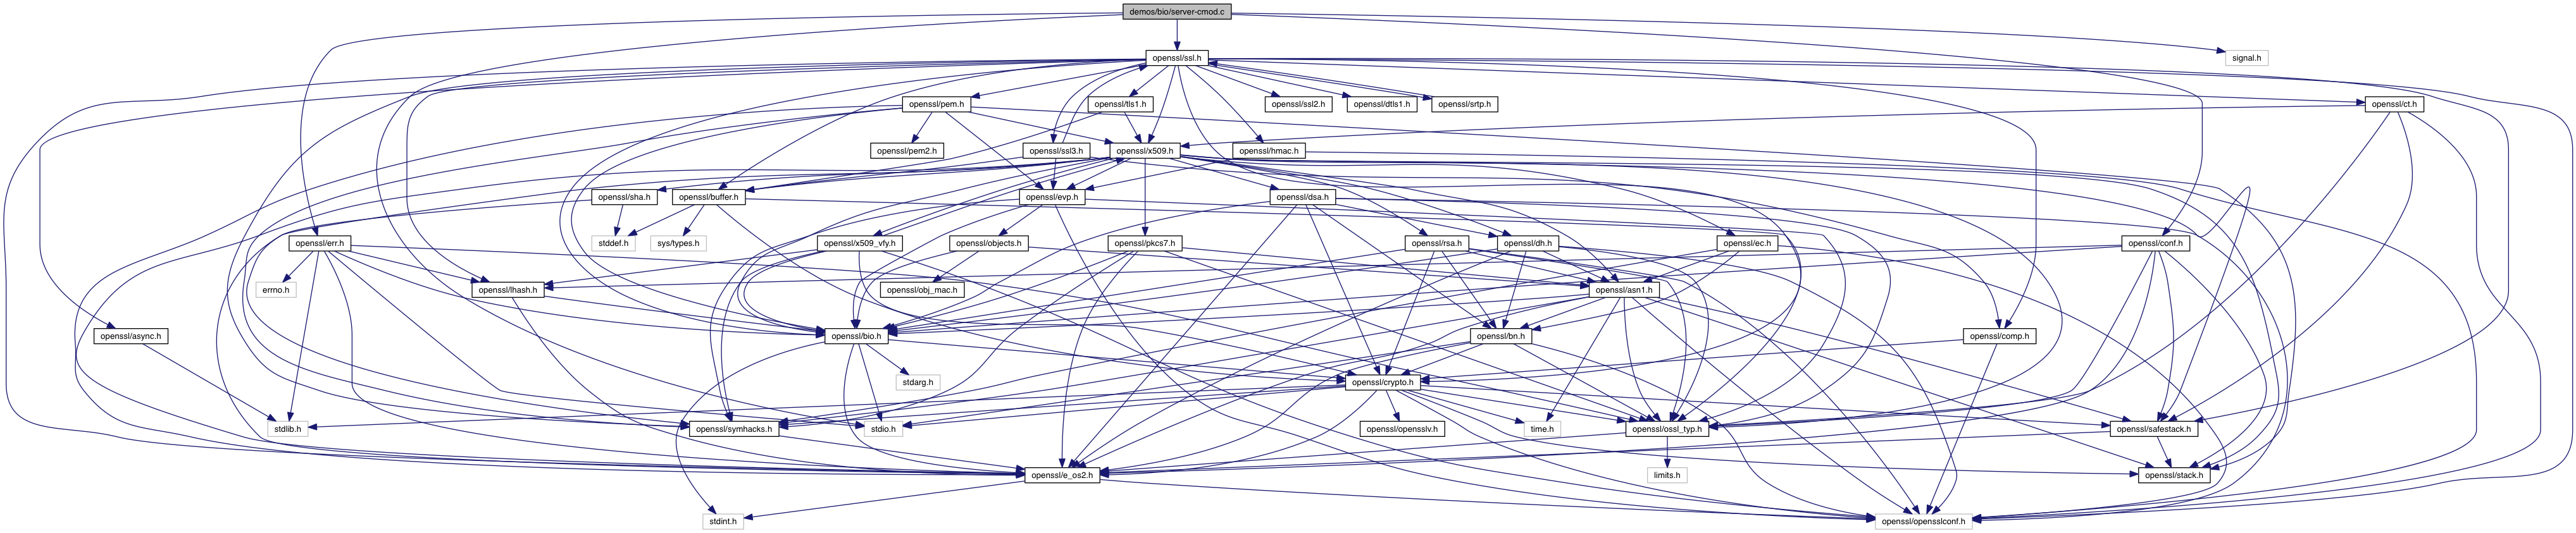 demos/bio/server-cmod.c
openssl/ssl.h
signal.h
openssl/pem.h
openssl/tls1.h
openssl/ssl2.h
openssl/dtls1.h
openssl/srtp.h
openssl/ct.h
openssl/pem2.h
openssl/ssl3.h
openssl/x509.h
openssl/hmac.h
openssl/sha.h
openssl/buffer.h
openssl/evp.h
openssl/dsa.h
openssl/err.h
stddef.h
sys/types.h
openssl/x509_vfy.h
openssl/objects.h
openssl/pkcs7.h
openssl/rsa.h
openssl/dh.h
openssl/ec.h
openssl/conf.h
errno.h
openssl/lhash.h
openssl/obj_mac.h
openssl/asn1.h
openssl/async.h
openssl/bio.h
openssl/bn.h
openssl/comp.h
stdarg.h
openssl/crypto.h
stdlib.h
openssl/symhacks.h
stdio.h
openssl/opensslv.h
time.h
openssl/ossl_typ.h
openssl/safestack.h
openssl/e_os2.h
limits.h
openssl/stack.h
stdint.h
openssl/opensslconf.h